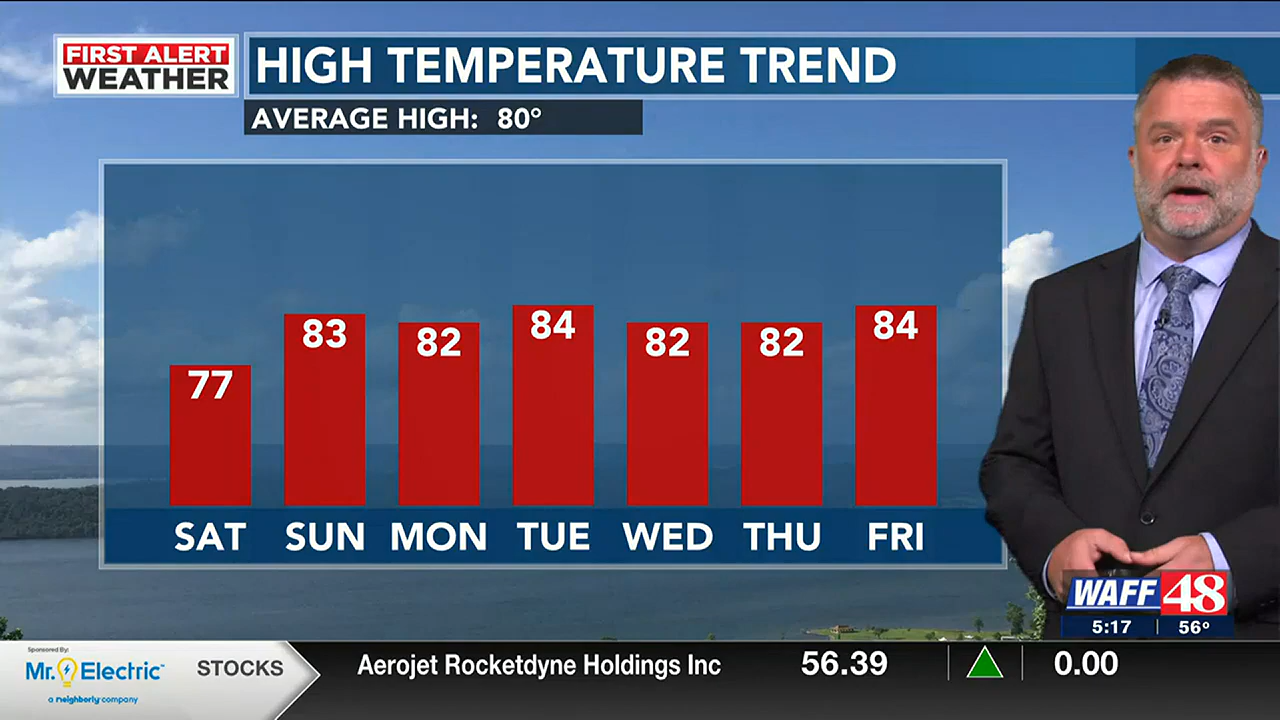 FIRST ALERT
WEATHER
HIGH TEMPERATURE TREND
AVERAGE HIGH: 80°
77 83 82 84 82 82 84
SAT SUN MON TUE WED THU FRI
WAFF 48
5:17 56°
Sponsored By:
Mr. Electric
a neighborly company
STOCKS
Aerojet Rocketdyne Holdings Inc 56.39 0.00